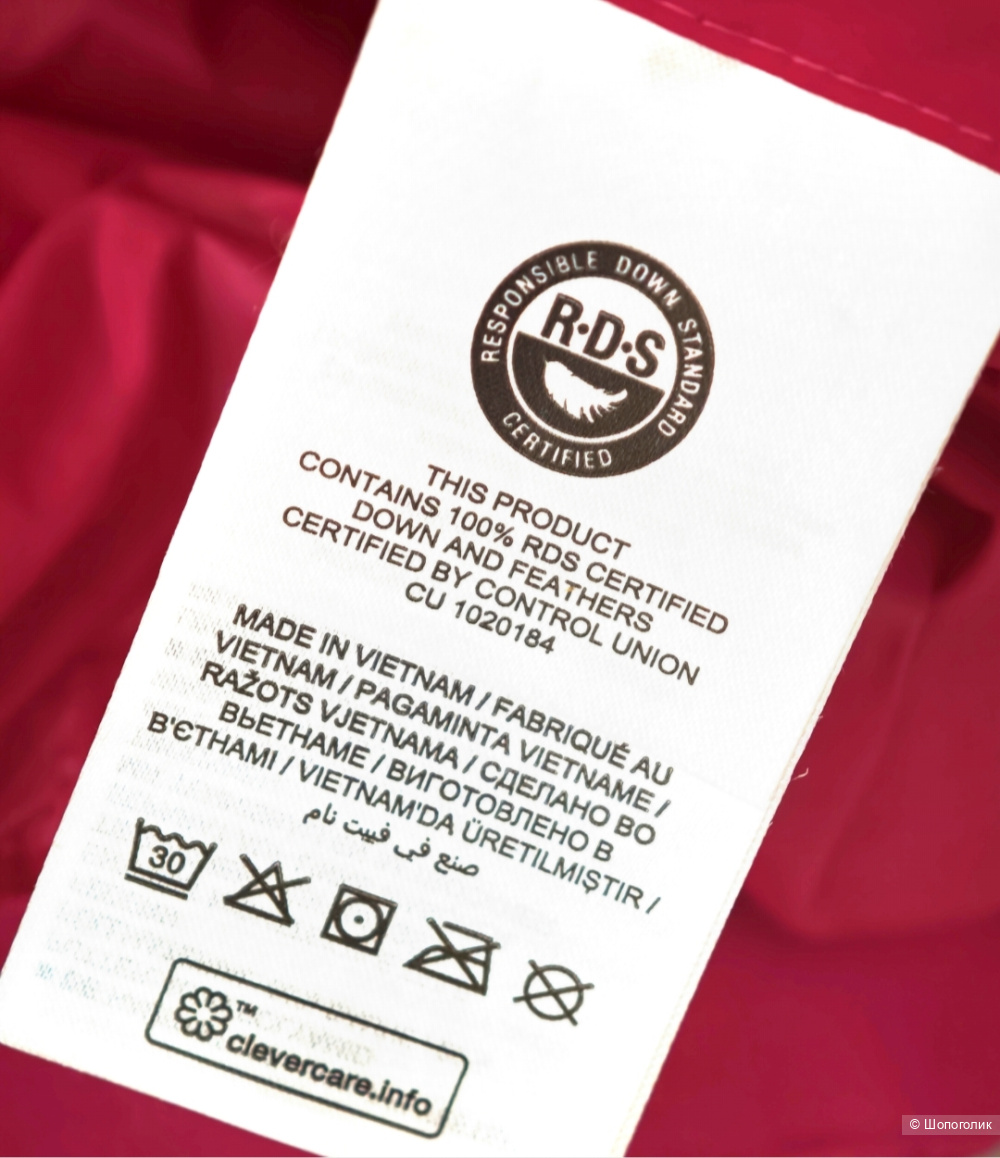 RESPONSIBLE DOWN STANDARD
R·D·S
CERTIFIED
THIS PRODUCT
CONTAINS 100% RDS CERTIFIED
DOWN AND FEATHERS
CERTIFIED BY CONTROL UNION
CU 1020184
MADE IN VIETNAM / FABRIQUÉ AU
VIETNAM / PAGAMINTA VIETNAME /
RAŽOTS VJETNAMA / СДЕЛАНО ВО
ВЬЕТНАМЕ / ВИГОТОВЛЕНО В
В'ЄТНАМІ / VIETNAM'DA ÜRETILMIŞTIR /
صنع في فييت نام
30
™
clevercare.info
© Шопоголик